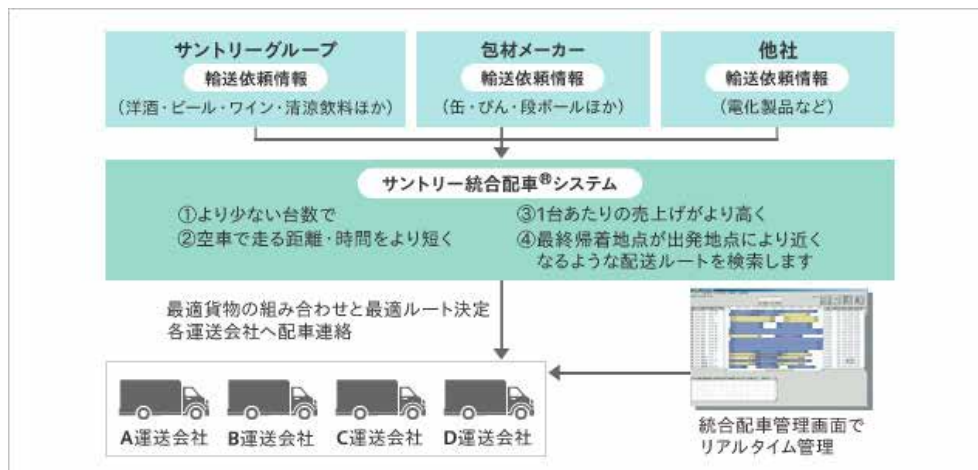 サントリーグループ
輸送依頼情報
（洋酒・ビール・ワイン・清涼飲料ほか）
包材メーカー
輸送依頼情報
（缶・びん・段ボールほか）
他社
輸送依頼情報
（電化製品など）
サントリー統合配車®システム
①より少ない台数で
②空車で走る距離・時間をより短く
③1台あたりの売上げがより高く
④最終帰着地点が出発地点により近く
なるような配送ルートを検索します
最適貨物の組み合わせと最適ルート決定
各運送会社へ配車連絡
A運送会社
B運送会社
C運送会社
D運送会社
統合配車管理画面で
リアルタイム管理